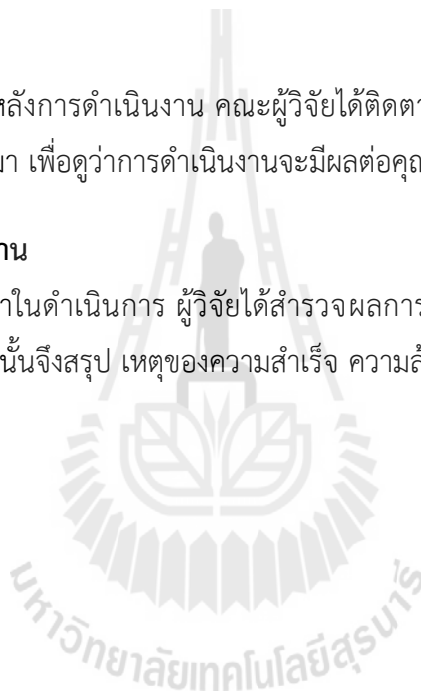 หลังการดำเนินงาน คณะผู้วิจัยได้ติดตา
มา เพื่อดูว่าการดำเนินงานจะมีผลต่อคุณ
าน
าในดำเนินการ ผู้วิจัยได้สำรวจผลการ
นั้นจึงสรุป เหตุของความสำเร็จ ความล้
มหาวิทยาลัยเทคโนโลยีสุรนารี